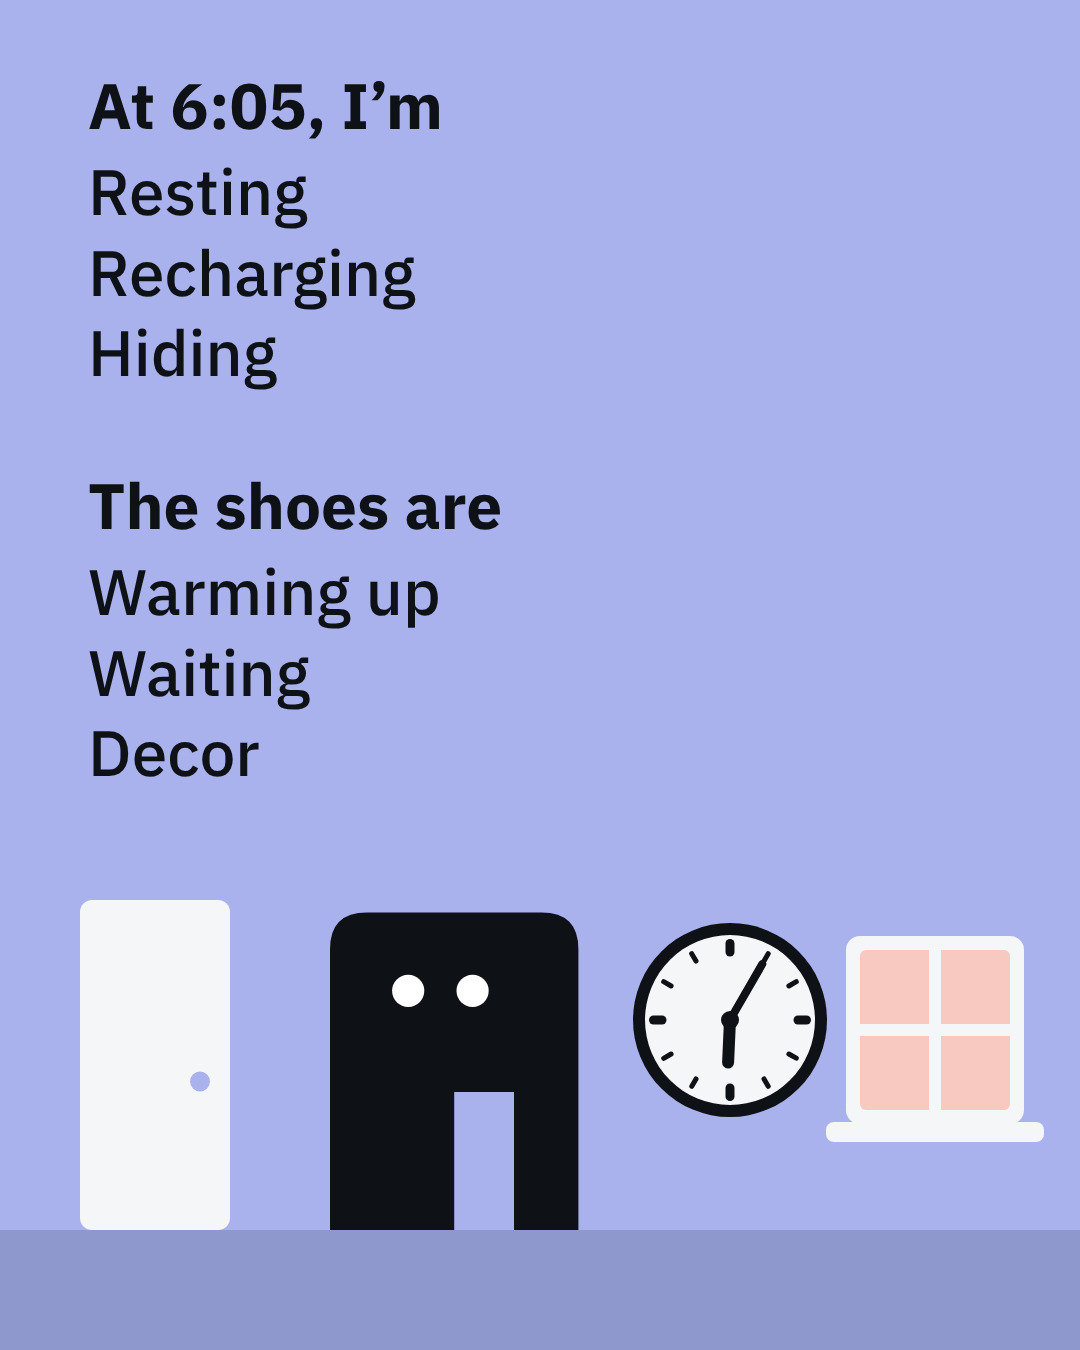 At 6:05, I’m
Resting
Recharging
Hiding
The shoes are
Warming up
Waiting
Decor